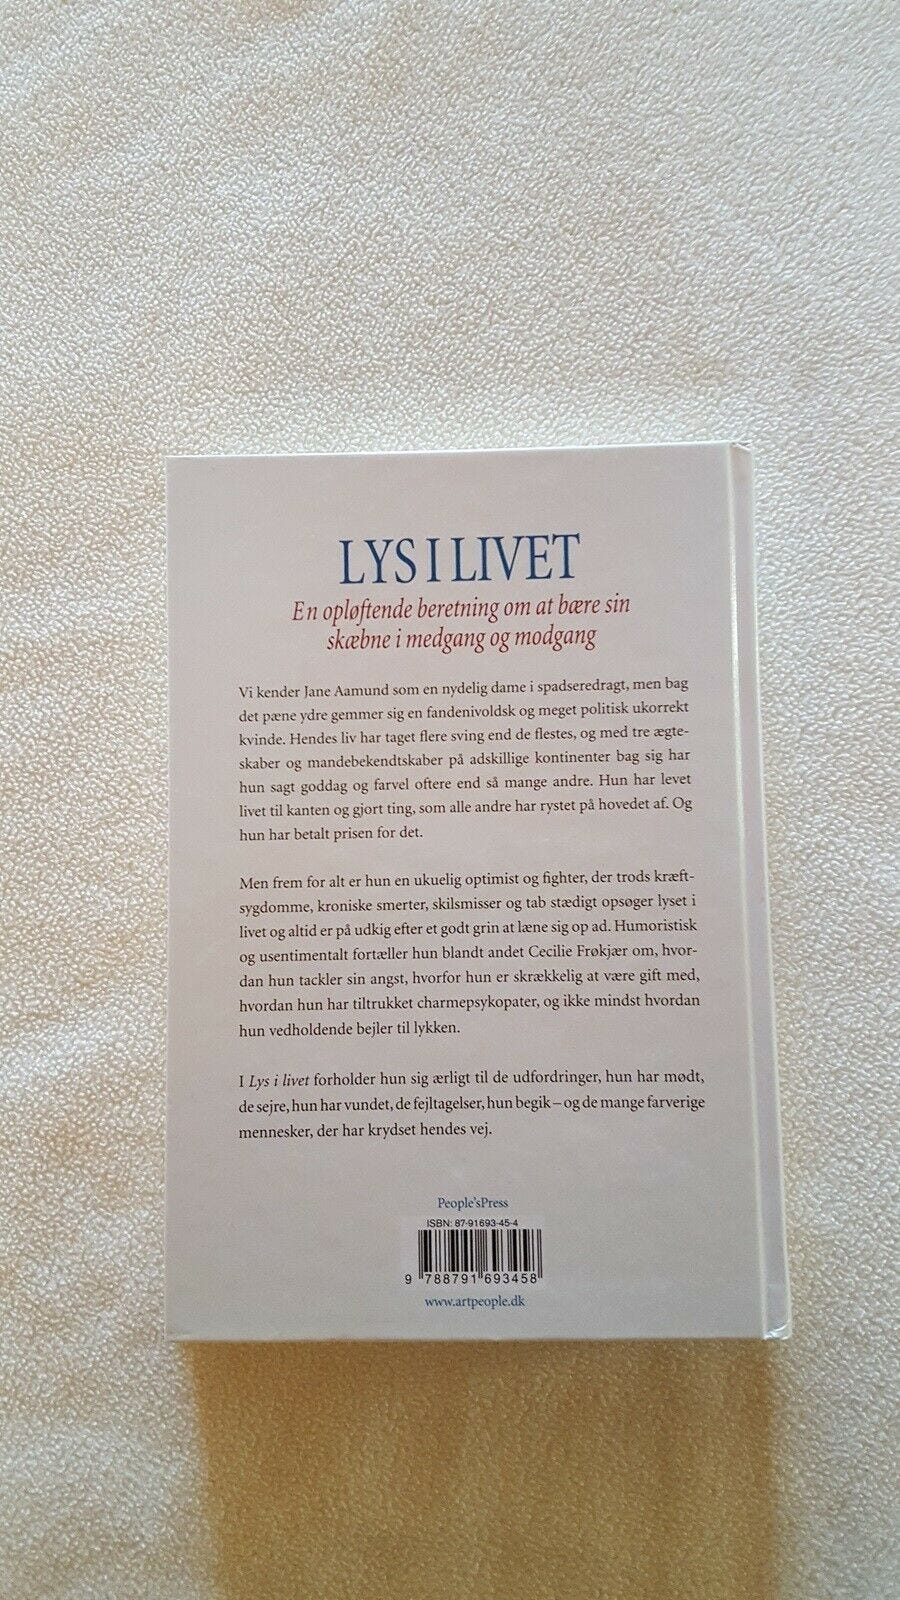 LYS I LIVET
En opløftende beretning om at bære sin
skæbne i medgang og modgang
Vi kender Jane Aamund som en nydelig dame i spadseredragt, men bag
det pæne ydre gemmer sig en fandenivoldsk og meget politisk ukorrekt
kvinde. Hendes liv har taget flere sving end de flestes, og med tre ægte-
skaber og mandebekendtskaber på adskillige kontinenter bag sig har
hun sagt goddag og farvel oftere end så mange andre. Hun har levet
livet til kanten og gjort ting, som alle andre har rystet på hovedet af. Og
hun har betalt prisen for det.
Men frem for alt er hun en ukuelig optimist og fighter, der trods kræft-
sygdomme, kroniske smerter, skilsmisser og tab stædigt opsøger lyset i
livet og altid er på udkig efter et godt grin at læne sig op ad. Humoristisk
og usentimentalt fortæller hun blandt andet Cecilie Frøkjær om, hvor-
dan hun tackler sin angst, hvorfor hun er skrækkelig at være gift med,
hvordan hun har tiltrukket charmepsykopater, og ikke mindst hvordan
hun vedholdende bejler til lykken.
I Lys i livet forholder hun sig ærligt til de udfordringer, hun har mødt,
de sejre, hun har vundet, de fejltagelser, hun begik – og de mange farverige
mennesker, der har krydset hendes vej.
People'sPress
ISBN: 87-91693-45-4
9 788791 693458
www.artpeople.dk